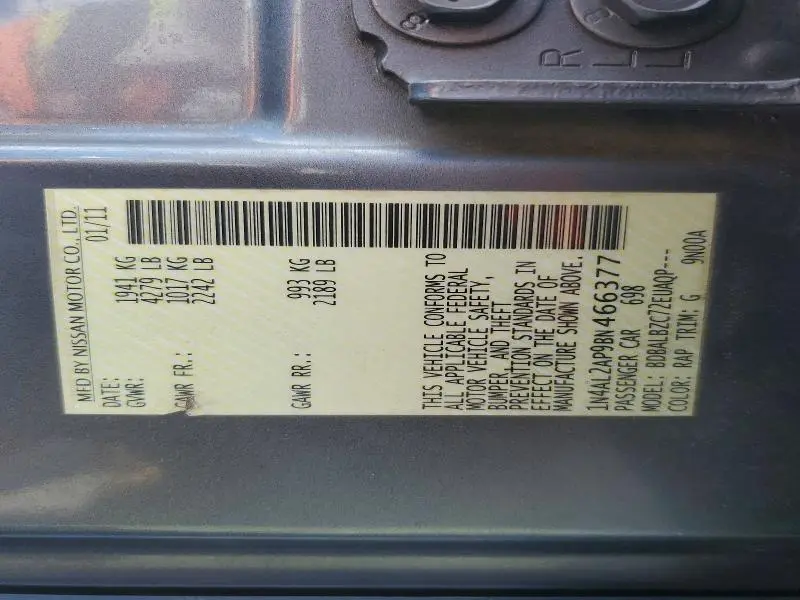 MFD BY NISSAN MOTOR CO., LTD.
DATE: 01/11
GVWR: 1941 KG
4279 LB
GAWR FR.: 1017 KG
2242 LB
GAWR RR.: 993 KG
2189 LB
THIS VEHICLE CONFORMS TO
ALL APPLICABLE FEDERAL
MOTOR VEHICLE SAFETY,
BUMPER, AND THEFT
PREVENTION STANDARDS IN
EFFECT ON THE DATE OF
MANUFACTURE SHOWN ABOVE.
1N4AL2AP9BN466377
PASSENGER CAR 698
MODEL: BDBALBZC72EUAQP---
COLOR: RAP TRIM: G 9N00A
8
8
R
L L